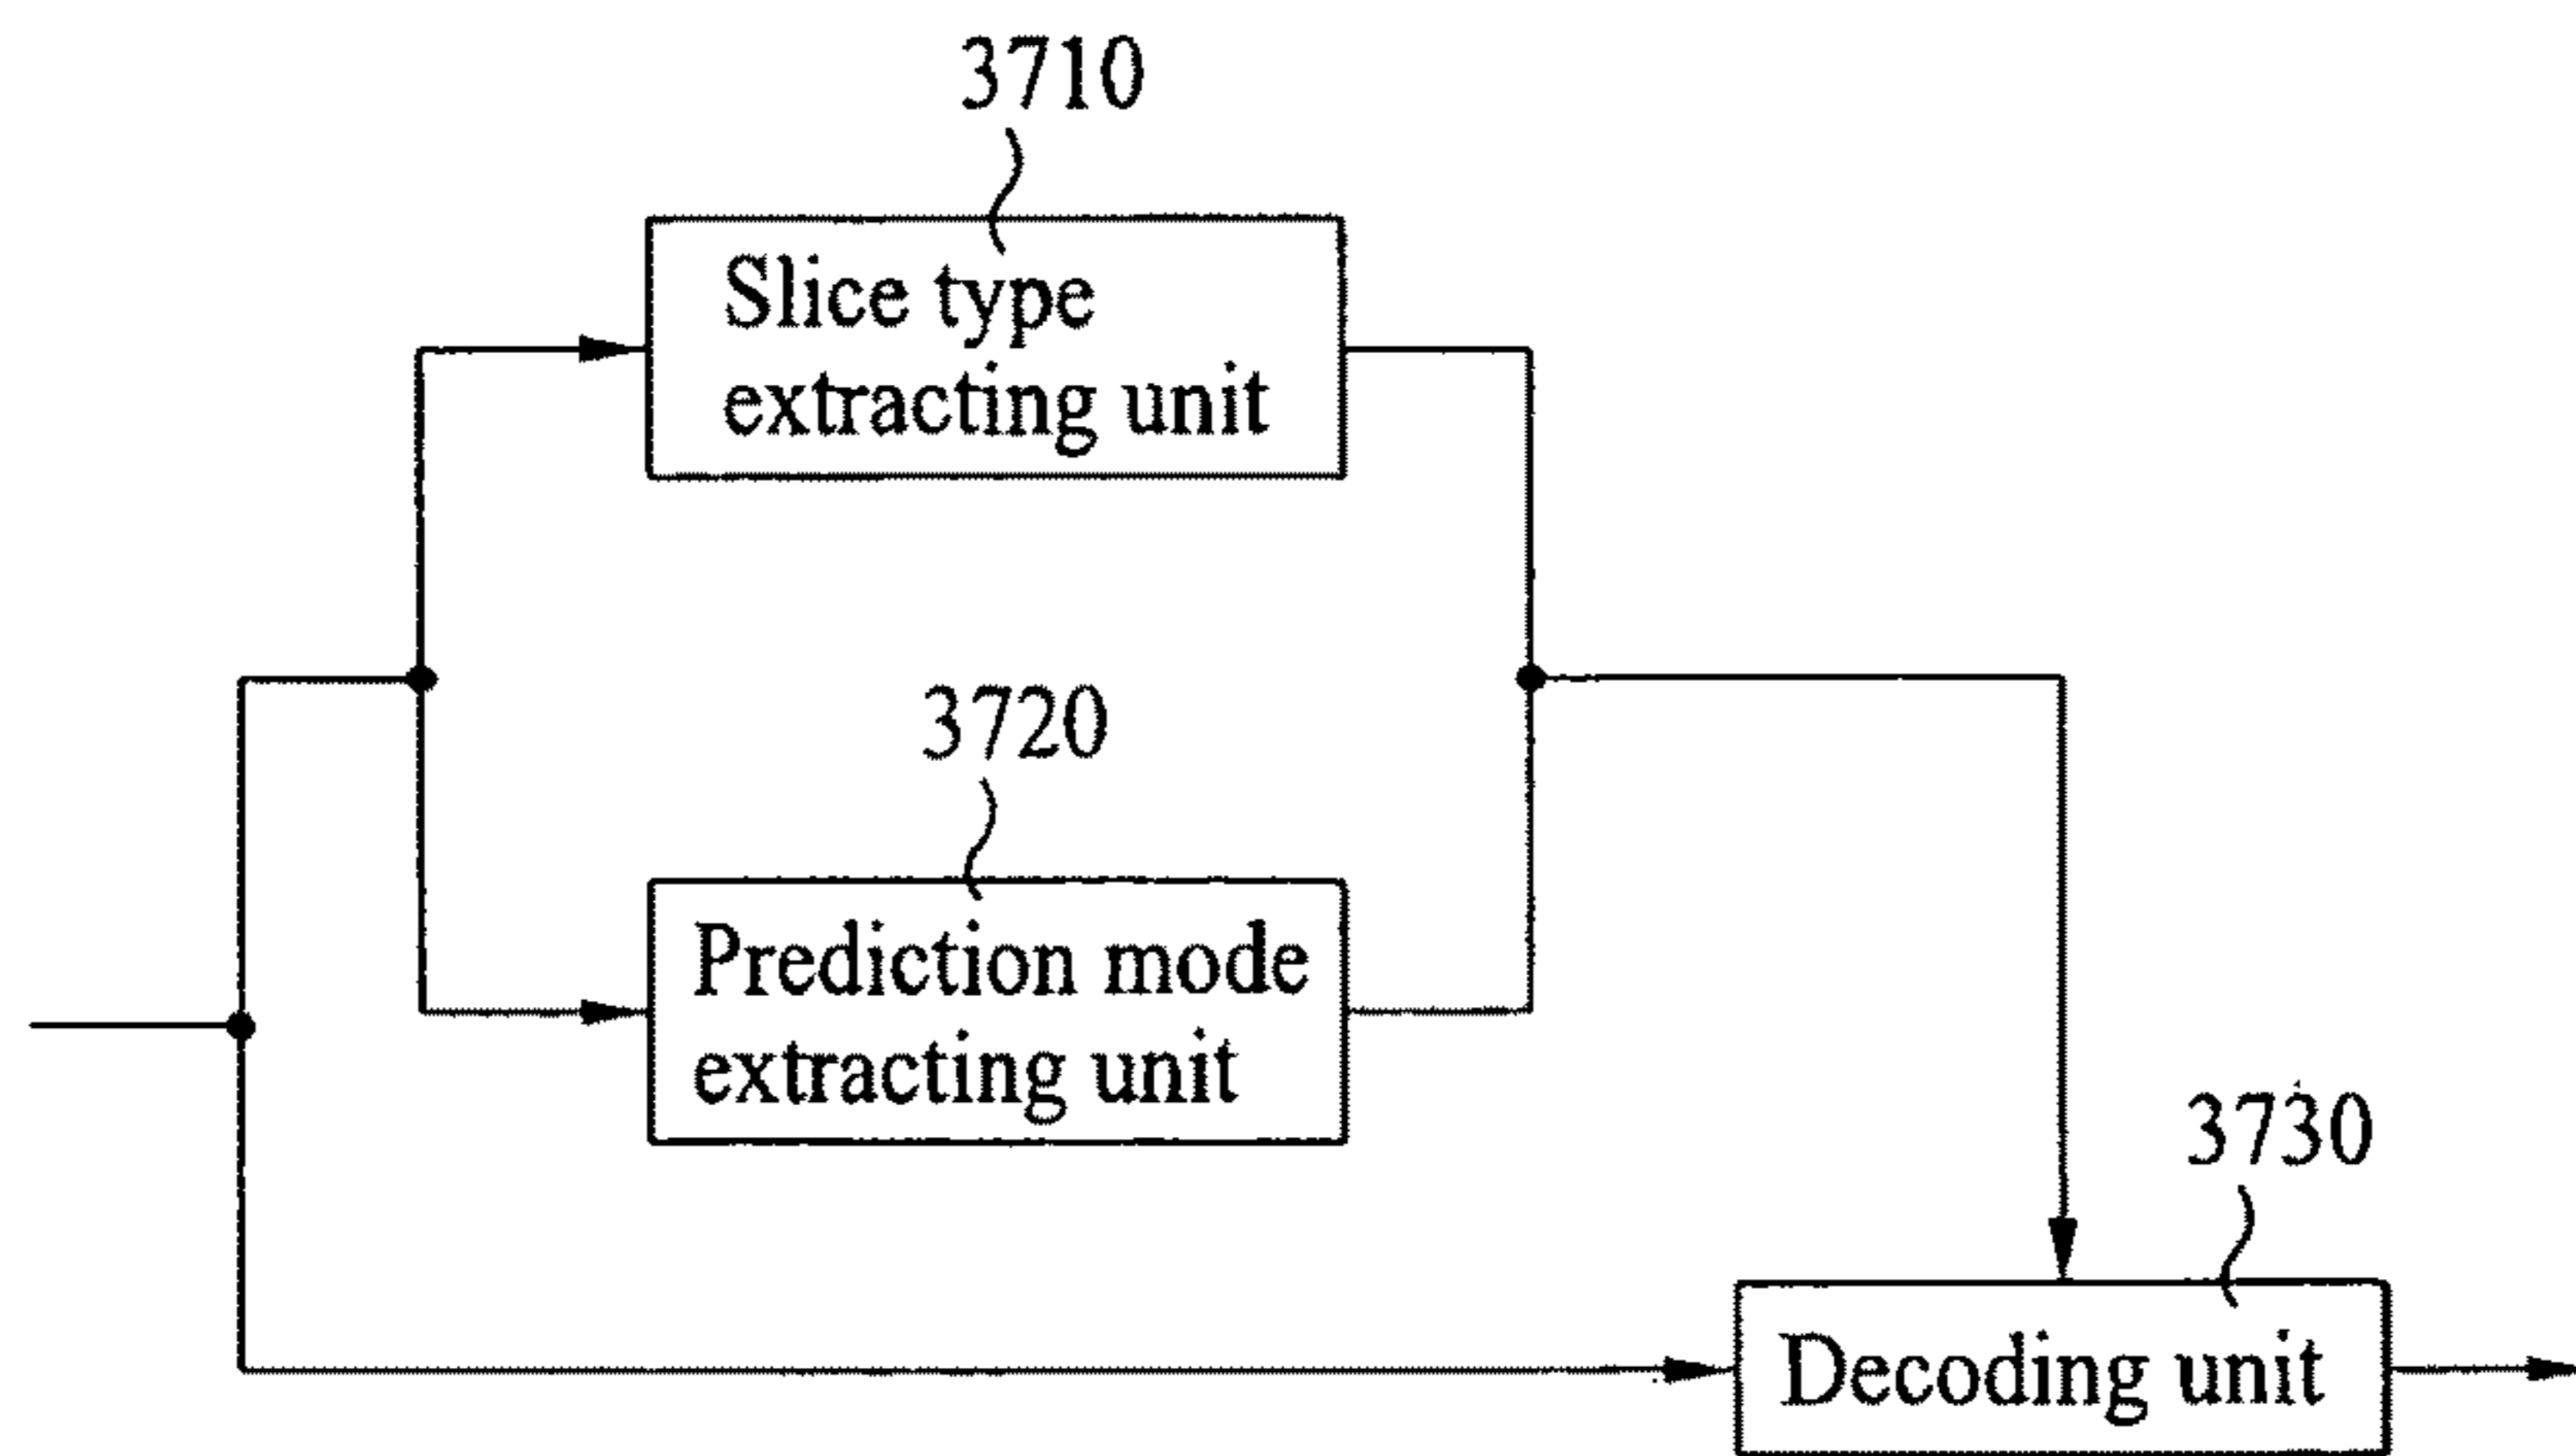 3710
Slice type
extracting unit
3720
Prediction mode
extracting unit
3730
Decoding unit